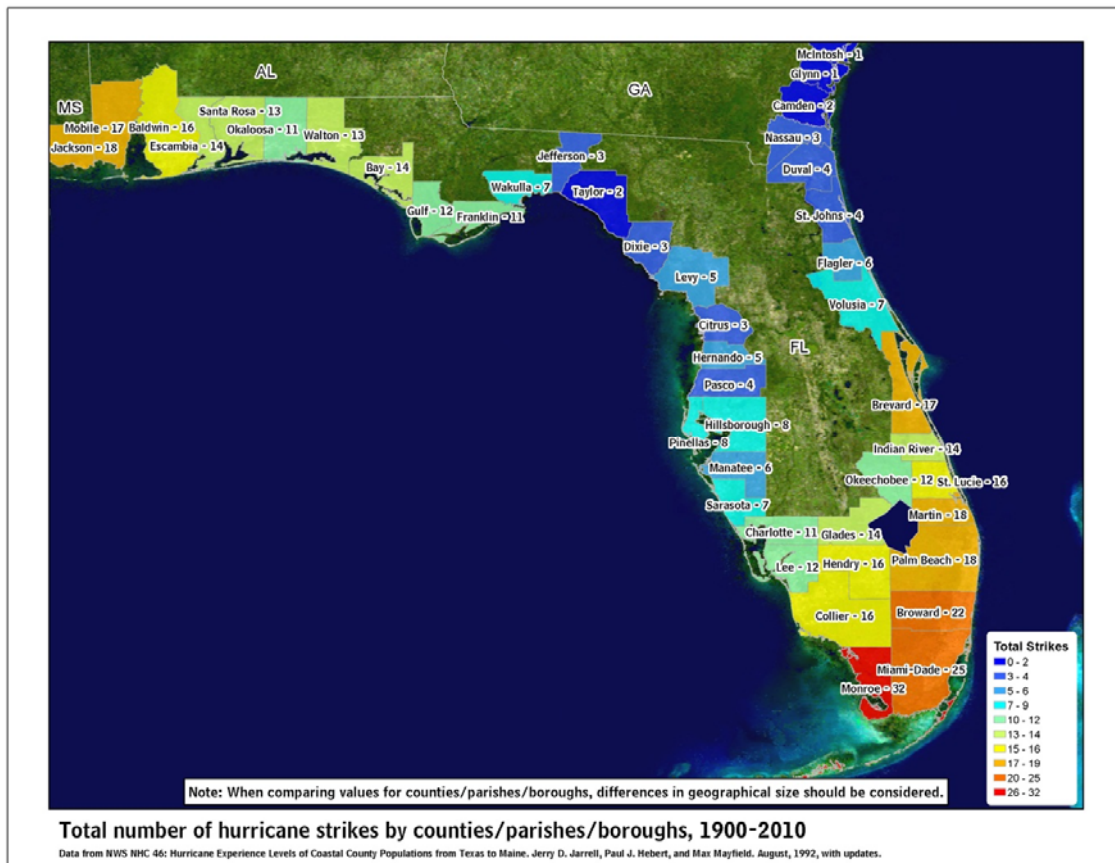 McIntosh - 1
Glynn - 1
AL
GA
Camden - 2
MS
Santa Rosa - 13
Mobile - 17
Baldwin - 16
Okaloosa - 11
Walton - 13
Nassau - 3
Jackson - 18
Escambia - 14
Jefferson - 3
Duval - 4
Bay - 14
Wakulla - 7
Taylor - 2
Gulf - 12
Franklin - 11
St. Johns - 4
Dixie - 3
Flagler - 6
Levy - 5
Volusia - 7
Citrus - 3
FL
Hernando - 5
Pasco - 4
Brevard - 17
Hillsborough - 8
Pinellas - 8
Indian River - 14
Manatee - 6
Okeechobee - 12
St. Lucie - 16
Sarasota - 7
Martin - 18
Charlotte - 11
Glades - 14
Lee - 12
Hendry - 16
Palm Beach - 18
Collier - 16
Broward - 22
Miami-Dade - 25
Monroe - 32
Total Strikes
0 - 2
3 - 4
5 - 6
7 - 9
10 - 12
13 - 14
15 - 16
17 - 19
20 - 25
26 - 32
Note: When comparing values for counties/parishes/boroughs, differences in geographical size should be considered.
Total number of hurricane strikes by counties/parishes/boroughs, 1900-2010
Data from NWS NHC 46: Hurricane Experience Levels of Coastal County Populations from Texas to Maine. Jerry D. Jarrell, Paul J. Hebert, and Max Mayfield. August, 1992, with updates.